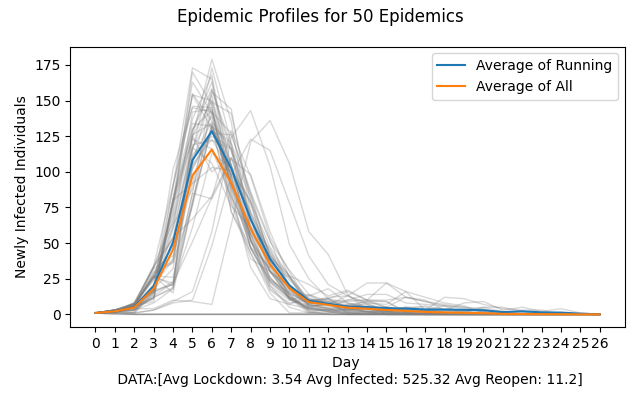 Epidemic Profiles for 50 Epidemics
Newly Infected Individuals
175
150
125
100
75
50
25
0
Average of Running
Average of All
0 1 2 3 4 5 6 7 8 9 10 11 12 13 14 15 16 17 18 19 20 21 22 23 24 25 26
Day
DATA:[Avg Lockdown: 3.54 Avg Infected: 525.32 Avg Reopen: 11.2]